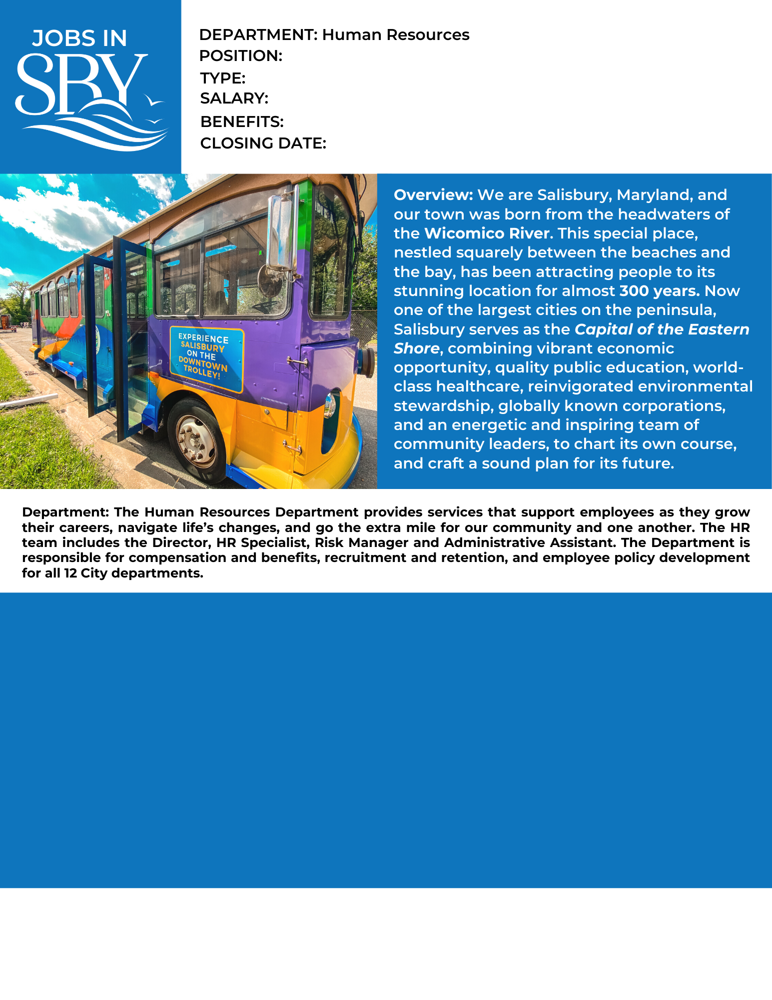 JOBS IN
SBY
DEPARTMENT: Human Resources
POSITION:
TYPE:
SALARY:
BENEFITS:
CLOSING DATE:
EXPERIENCE
SALISBURY
ON THE
DOWNTOWN
TROLLEY!
Overview: We are Salisbury, Maryland, and
our town was born from the headwaters of
the Wicomico River. This special place,
nestled squarely between the beaches and
the bay, has been attracting people to its
stunning location for almost 300 years. Now
one of the largest cities on the peninsula,
Salisbury serves as the Capital of the Eastern
Shore, combining vibrant economic
opportunity, quality public education, world-
class healthcare, reinvigorated environmental
stewardship, globally known corporations,
and an energetic and inspiring team of
community leaders, to chart its own course,
and craft a sound plan for its future.
Department: The Human Resources Department provides services that support employees as they grow
their careers, navigate life’s changes, and go the extra mile for our community and one another. The HR
team includes the Director, HR Specialist, Risk Manager and Administrative Assistant. The Department is
responsible for compensation and benefits, recruitment and retention, and employee policy development
for all 12 City departments.